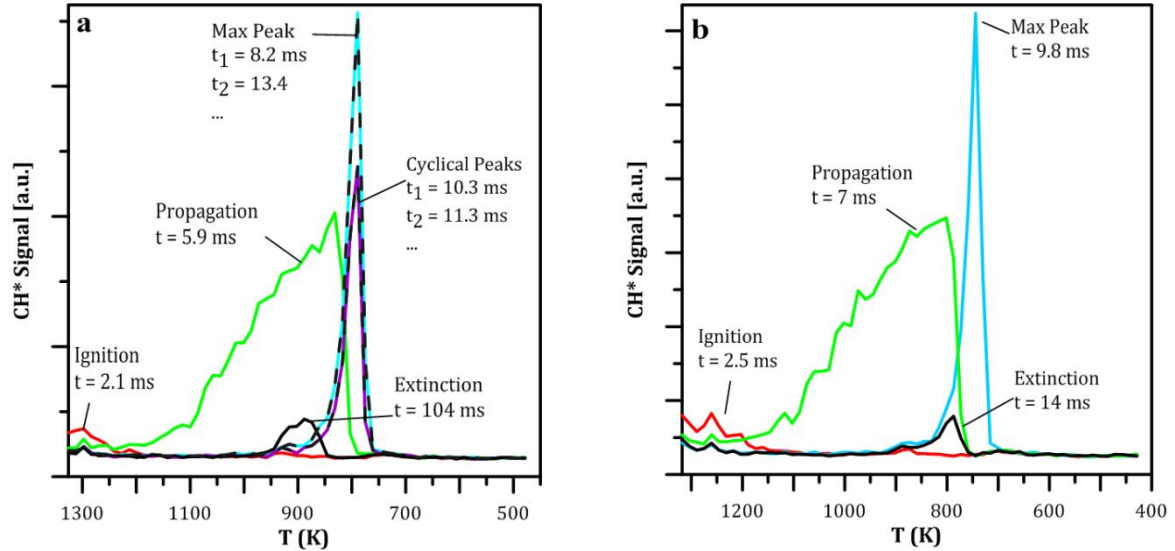 a
Max Peak
t1 = 8.2 ms
t2 = 13.4
...
Cyclical Peaks
t1 = 10.3 ms
t2 = 11.3 ms
...
Propagation
t = 5.9 ms
Ignition
t = 2.1 ms
Extinction
t = 104 ms
CH* Signal [a.u.]
1300 1100 900 700 500
T (K)
b
Max Peak
t = 9.8 ms
Propagation
t = 7 ms
Ignition
t = 2.5 ms
Extinction
t = 14 ms
CH* Signal [a.u.]
1200 1000 800 600 400
T (K)